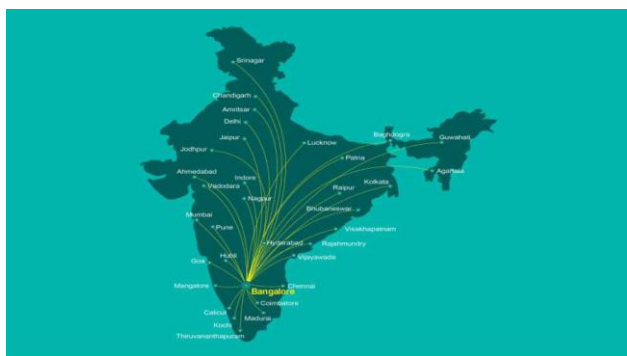 Srinagar
Chandigarh
Amritsar
Delhi
Jaipur
Lucknow
Baghdogra
Guwahati
Jodhpur
Patna
Ahmedabad
Agartala
Indore
Vadodara
Kolkata
Raipur
Nagpur
Bhubaneswar
Mumbai
Pune
Visakhapatnam
Hyderabad
Rajahmundry
Hubli
Vijayawada
Goa
Mangalore
Chennai
Bangalore
Coimbatore
Calicut
Madurai
Kochi
Thiruvananthapuram